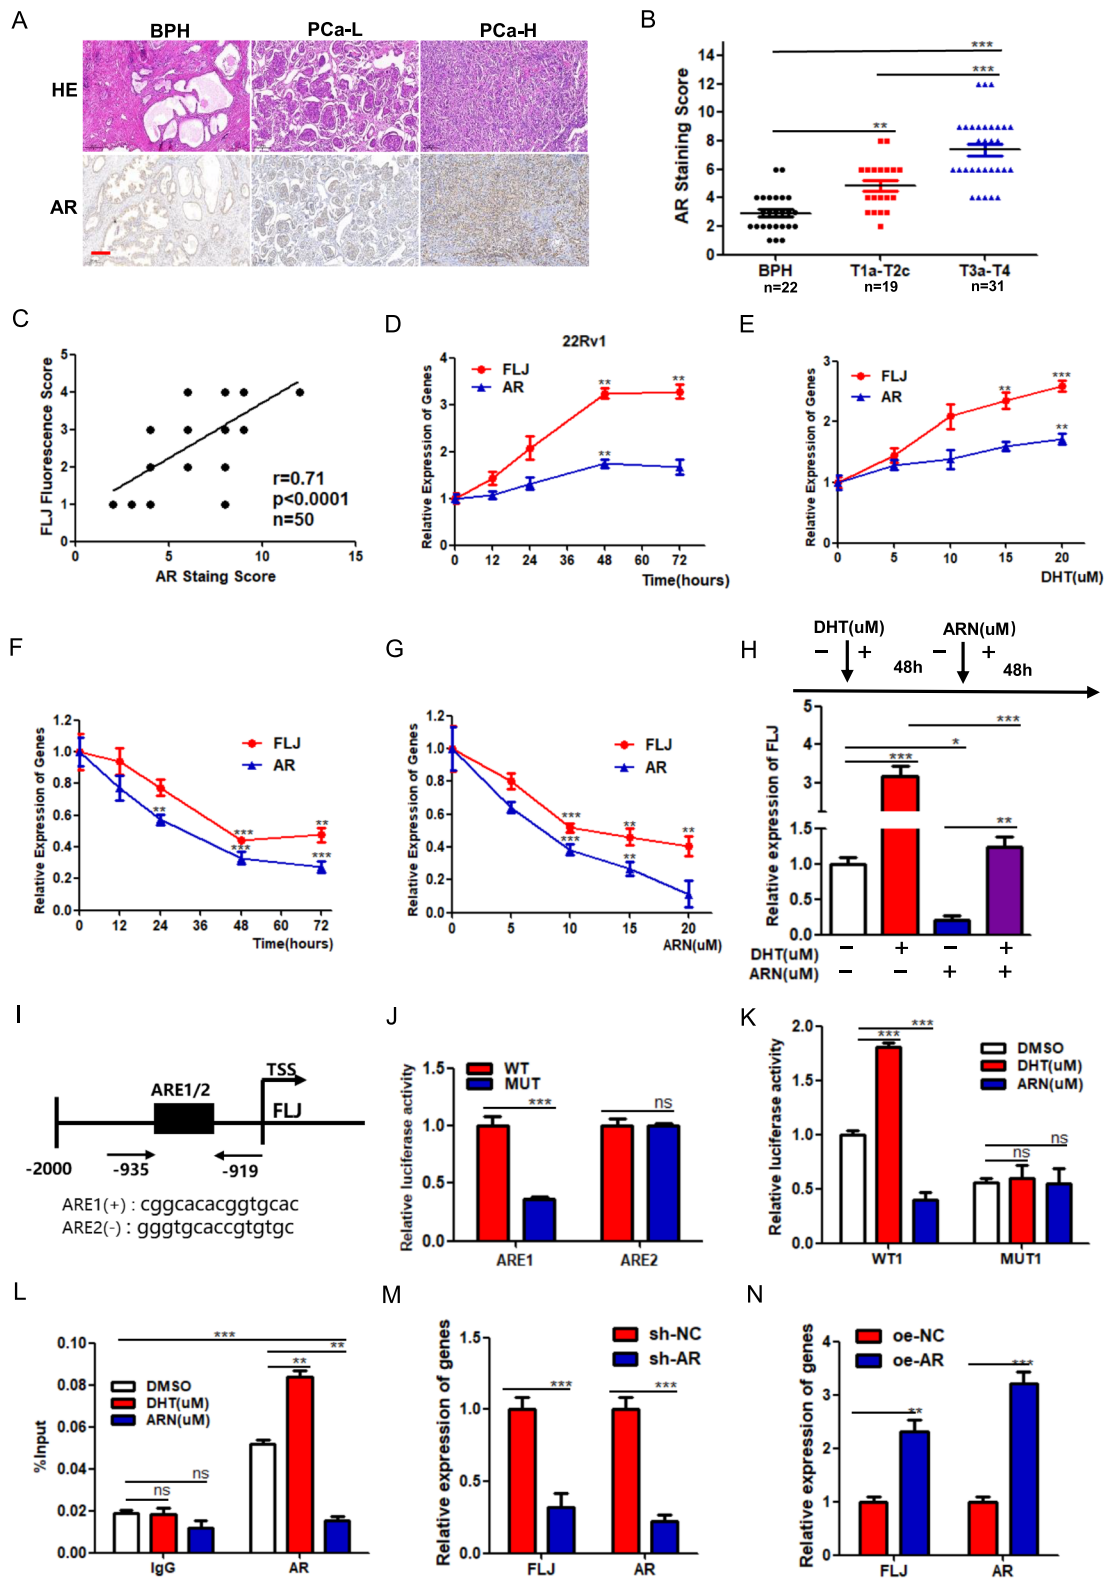 A
BPH
PCa-L
PCa-H
HE
AR
B
AR Staining Score
14
12
10
8
6
4
2
0
***
***
**
BPH
T1a-T2c
T3a-T4
n=22
n=19
n=31
C
FLJ Fluorescence Score
5
4
3
2
1
0
r=0.71
p<0.0001
n=50
0
5
10
15
AR Staing Score
D
22Rv1
Relative Expression of Genes
4
3
2
1
0
FLJ
AR
**
**
**
0
12
24
36
48
60
72
Time(hours)
E
Relative Expression of Genes
3
2
1
0
FLJ
AR
**
***
**
0
5
10
15
20
DHT(uM)
F
Relative Expression of Genes
1.2
1.0
0.8
0.6
0.4
0.2
0.0
FLJ
AR
**
***
***
**
***
0
12
24
36
48
60
72
Time(hours)
G
Relative Expression of Genes
1.2
1.0
0.8
0.6
0.4
0.2
0.0
FLJ
AR
***
***
**
**
**
0
5
10
15
20
ARN(uM)
H
DHT(uM)
ARN(uM)
− +
− +
48h
48h
Relative expression of FLJ
5
4
3
2
1.5
1.0
0.5
0.0
***
*
***
**
DHT(uM) − + − +
ARN(uM) − − + +
I
TSS
ARE1/2
FLJ
-2000
-935
-919
ARE1(+) : cggcacacggtgcac
ARE2(-) : gggtgcaccgtgtgc
J
Relative luciferase activity
1.5
1.0
0.5
0.0
WT
MUT
***
ns
ARE1
ARE2
K
Relative luciferase activity
2.0
1.5
1.0
0.5
0.0
***
***
DMSO
DHT(uM)
ARN(uM)
ns
ns
WT1
MUT1
L
%Input
0.10
0.08
0.06
0.04
0.02
0.00
***
**
**
DMSO
DHT(uM)
ARN(uM)
ns
ns
IgG
AR
M
Relative expression of genes
1.5
1.0
0.5
0.0
sh-NC
sh-AR
***
***
FLJ
AR
N
Relative expression of genes
4
3
2
1
0
oe-NC
oe-AR
**
***
FLJ
AR